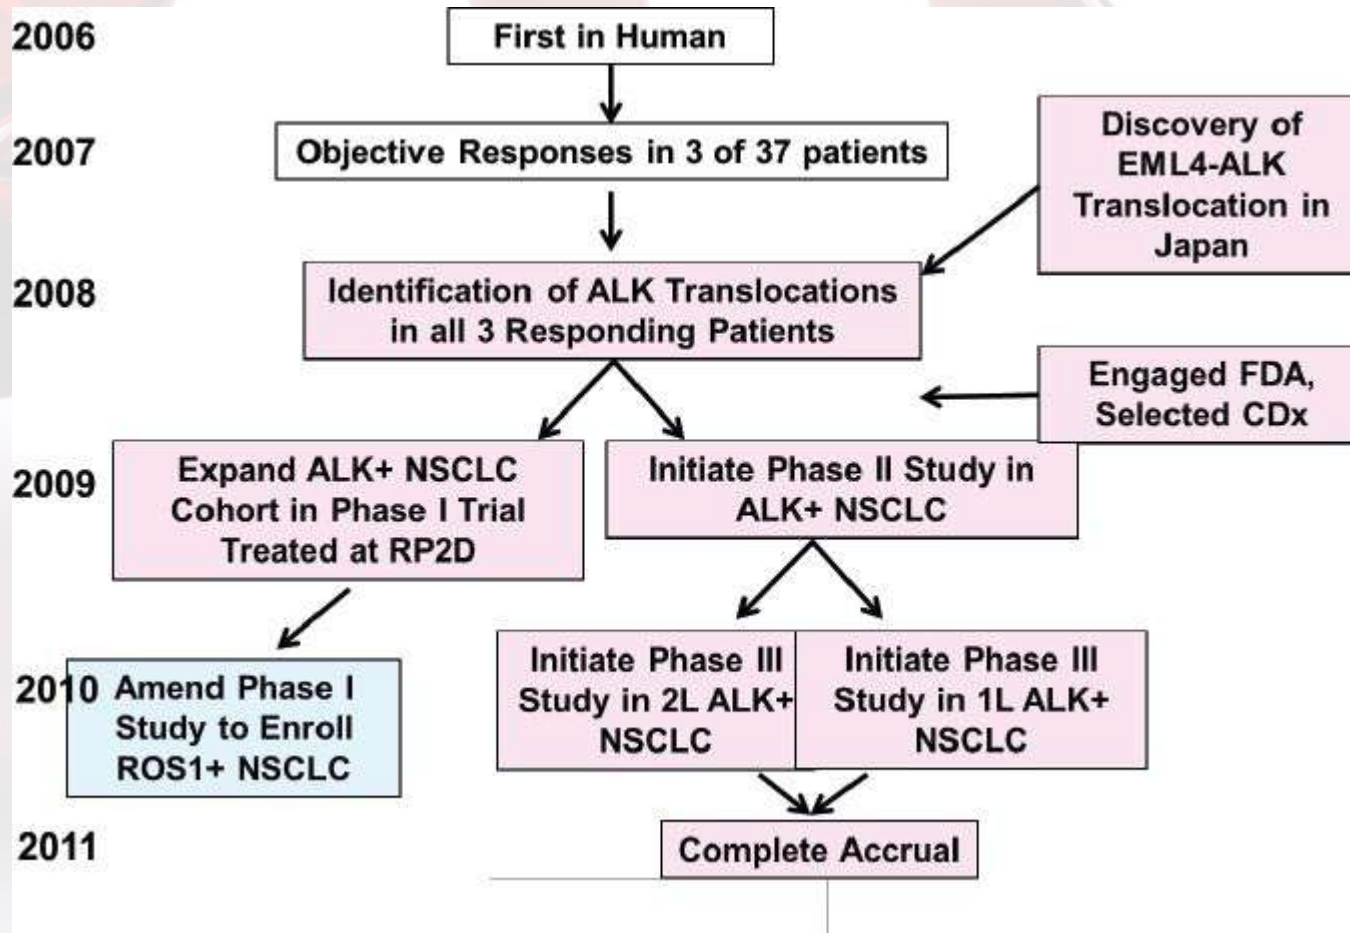 2006
First in Human
2007
Objective Responses in 3 of 37 patients
Discovery of
EML4-ALK
Translocation in
Japan
2008
Identification of ALK Translocations
in all 3 Responding Patients
Engaged FDA,
Selected CDx
2009
Expand ALK+ NSCLC
Cohort in Phase I Trial
Treated at RP2D
Initiate Phase II Study in
ALK+ NSCLC
2010
Amend Phase I
Study to Enroll
ROS1+ NSCLC
Initiate Phase III
Study in 2L ALK+
NSCLC
Initiate Phase III
Study in 1L ALK+
NSCLC
2011
Complete Accrual